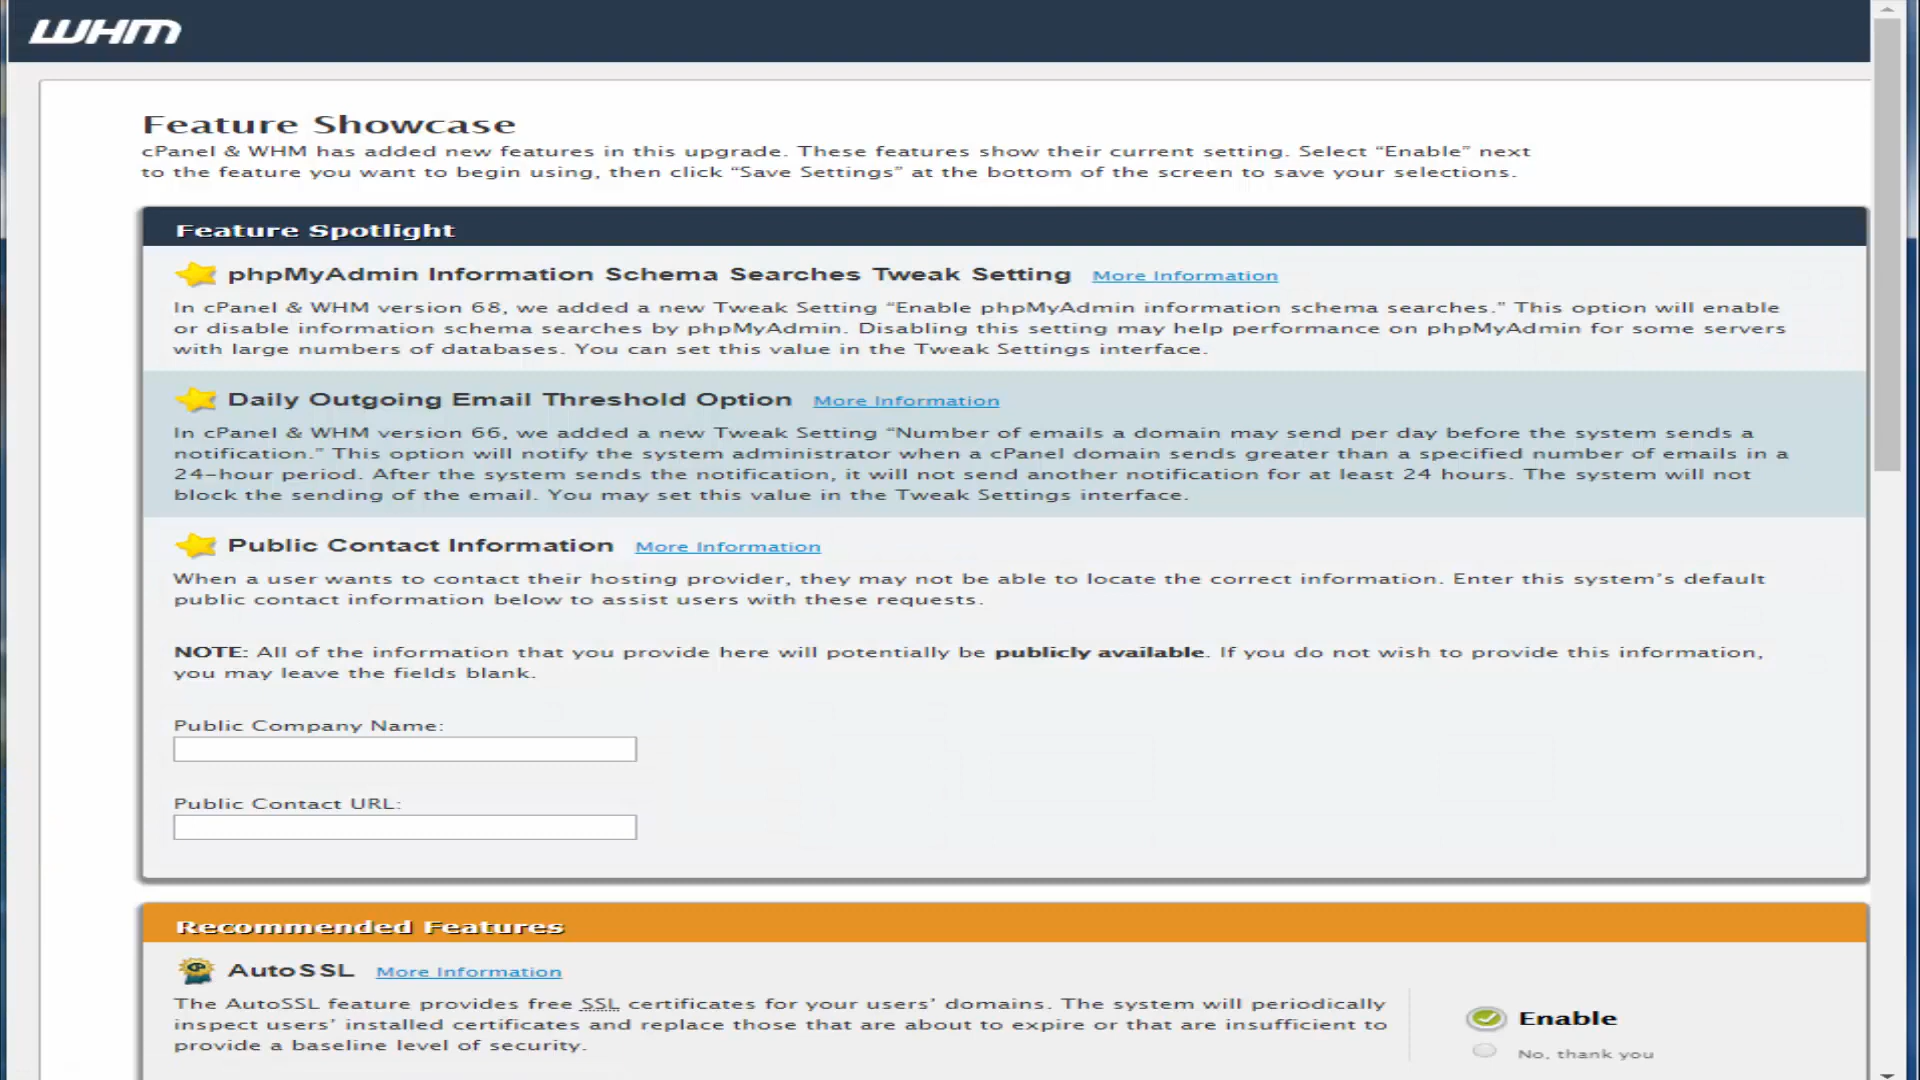 WHM
Feature Showcase
cPanel & WHM has added new features in this upgrade. These features show their current setting. Select “Enable” next
to the feature you want to begin using, then click “Save Settings” at the bottom of the screen to save your selections.
Feature Spotlight
phpMyAdmin Information Schema Searches Tweak Setting More Information
In cPanel & WHM version 68, we added a new Tweak Setting “Enable phpMyAdmin information schema searches.” This option will enable
or disable information schema searches by phpMyAdmin. Disabling this setting may help performance on phpMyAdmin for some servers
with large numbers of databases. You can set this value in the Tweak Settings interface.
Daily Outgoing Email Threshold Option More Information
In cPanel & WHM version 66, we added a new Tweak Setting “Number of emails a domain may send per day before the system sends a
notification.” This option will notify the system administrator when a cPanel domain sends greater than a specified number of emails in a
24-hour period. After the system sends the notification, it will not send another notification for at least 24 hours. The system will not
block the sending of the email. You may set this value in the Tweak Settings interface.
Public Contact Information More Information
When a user wants to contact their hosting provider, they may not be able to locate the correct information. Enter this system’s default
public contact information below to assist users with these requests.
NOTE: All of the information that you provide here will potentially be publicly available. If you do not wish to provide this information,
you may leave the fields blank.
Public Company Name:
Public Contact URL:
Recommended Features
AutoSSL More Information
The AutoSSL feature provides free SSL certificates for your users’ domains. The system will periodically
inspect users’ installed certificates and replace those that are about to expire or that are insufficient to
provide a baseline level of security.
Enable
No, thank you